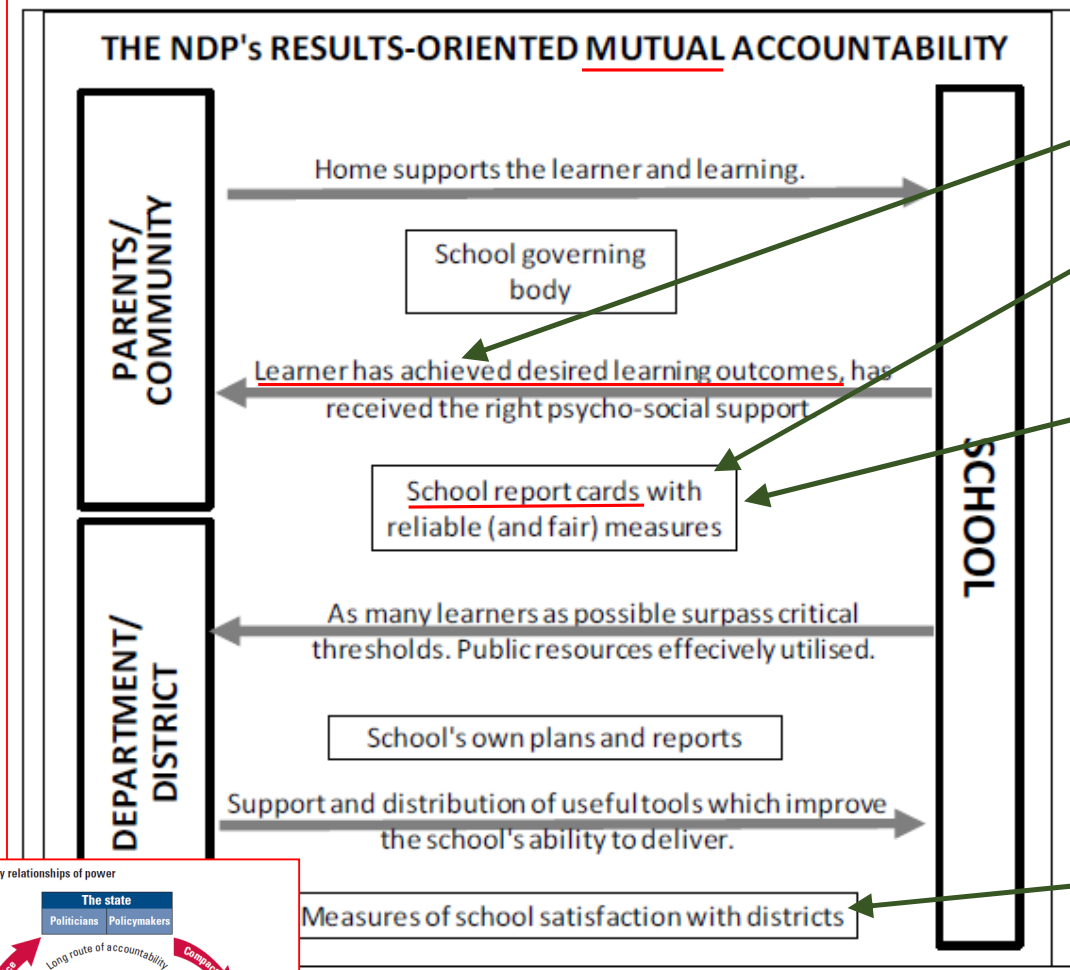 THE NDP's RESULTS-ORIENTED MUTUAL ACCOUNTABILITY
PARENTS/
COMMUNITY
Home supports the learner and learning.
School governing
body
Learner has achieved desired learning outcomes, has
received the right psycho-social support
School report cards with
reliable (and fair) measures
SCHOOL
DEPARTMENT/
DISTRICT
As many learners as possible surpass critical
thresholds. Public resources effecively utilised.
School's own plans and reports
Support and distribution of useful tools which improve
the school's ability to deliver.
Measures of school satisfaction with districts
relationships of power
The state
Politicians Policymakers
Long route of accountability